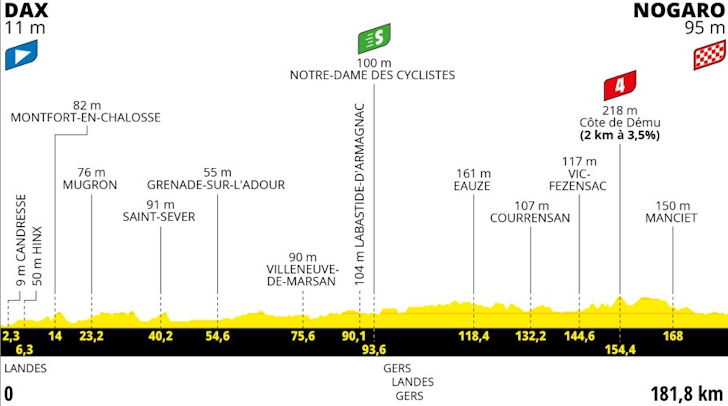 DAX
11 m
NOGARO
95 m
S
100 m
NOTRE-DAME DES CYCLISTES
82 m
MONTFORT-EN-CHALOSSE
4
218 m
Côte de Dému
(2 km à 3,5%)
76 m
MUGRON
55 m
GRENADE-SUR-L'ADOUR
161 m
EAUZE
117 m
VIC-
FEZENSAC
91 m
SAINT-SEVER
107 m
COURRENSAN
150 m
MANCIET
9 m CANDRESSE
50 m HINX
90 m
VILLENEUVE-
DE-MARSAN
104 m LABASTIDE-D'ARMAGNAC
2,3
6,3
14
23,2
40,2
54,6
75,6
90,1
93,6
118,4
132,2
144,6
154,4
168
LANDES
GERS
LANDES
GERS
0
181,8 km